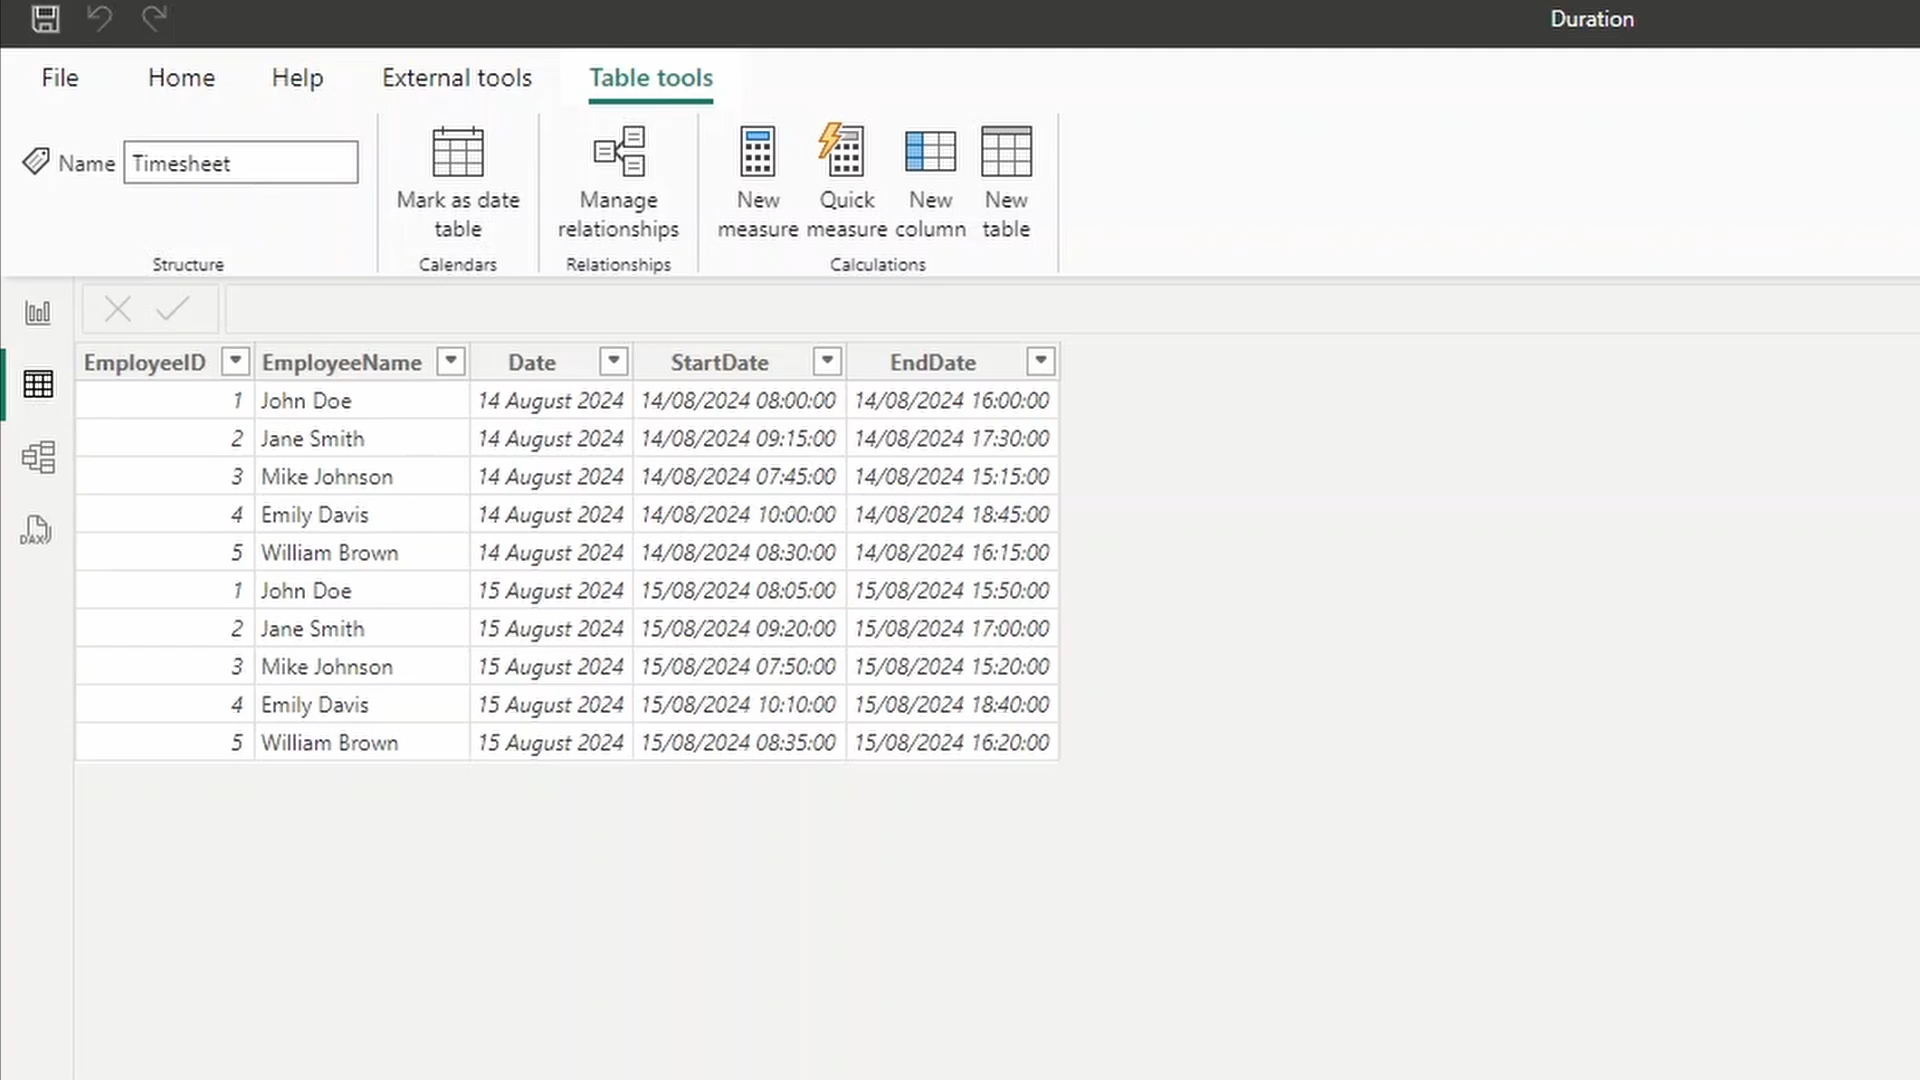 Duration
File Home Help External tools Table tools
Name Timesheet
Mark as date table
Manage relationships
New measure
Quick measure
New column
New table
Structure Calendars Relationships Calculations
EmployeeID EmployeeName Date StartDate EndDate
1 John Doe 14 August 2024 14/08/2024 08:00:00 14/08/2024 16:00:00
2 Jane Smith 14 August 2024 14/08/2024 09:15:00 14/08/2024 17:30:00
3 Mike Johnson 14 August 2024 14/08/2024 07:45:00 14/08/2024 15:15:00
4 Emily Davis 14 August 2024 14/08/2024 10:00:00 14/08/2024 18:45:00
5 William Brown 14 August 2024 14/08/2024 08:30:00 14/08/2024 16:15:00
1 John Doe 15 August 2024 15/08/2024 08:05:00 15/08/2024 15:50:00
2 Jane Smith 15 August 2024 15/08/2024 09:20:00 15/08/2024 17:00:00
3 Mike Johnson 15 August 2024 15/08/2024 07:50:00 15/08/2024 15:20:00
4 Emily Davis 15 August 2024 15/08/2024 10:10:00 15/08/2024 18:40:00
5 William Brown 15 August 2024 15/08/2024 08:35:00 15/08/2024 16:20:00
DAX